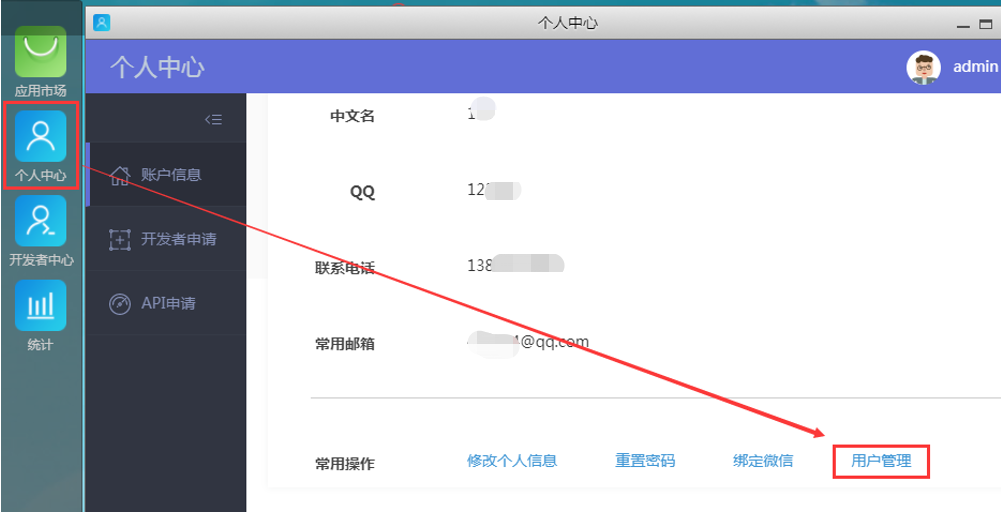 个人中心
应用市场
个人中心
开发者中心
统计
个人中心
admin
账户信息
开发者申请
API申请
中文名
1
QQ
12
联系电话
138
常用邮箱
@qq.com
常用操作
修改个人信息
重置密码
绑定微信
用户管理